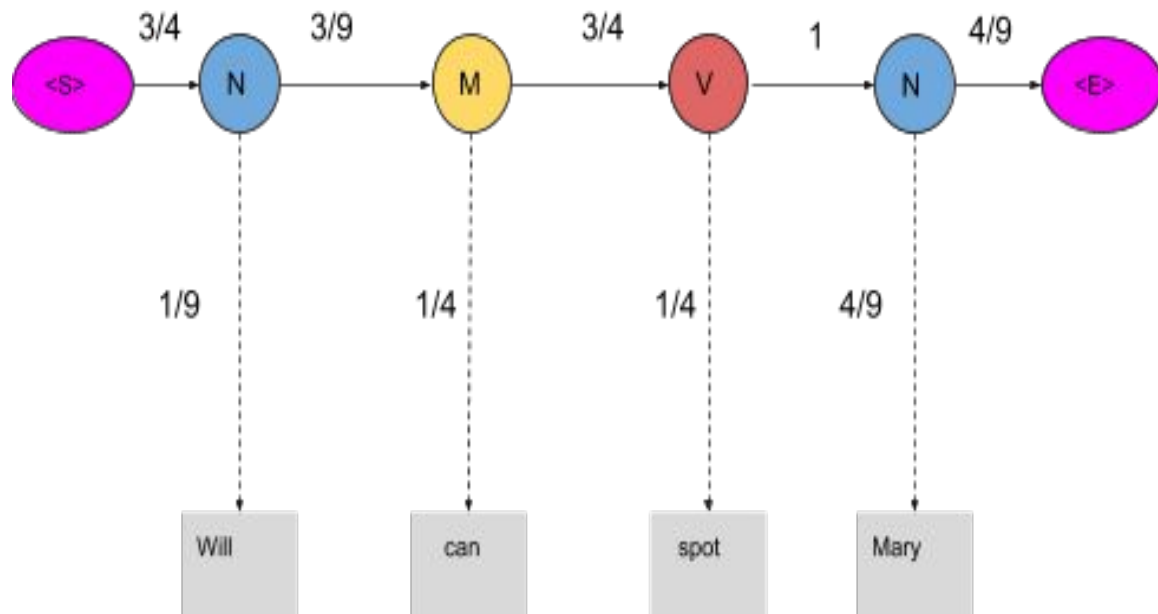 3/4 3/9 3/4 1 4/9
<S> N M V N <E>
1/9 1/4 1/4 4/9
Will can spot Mary